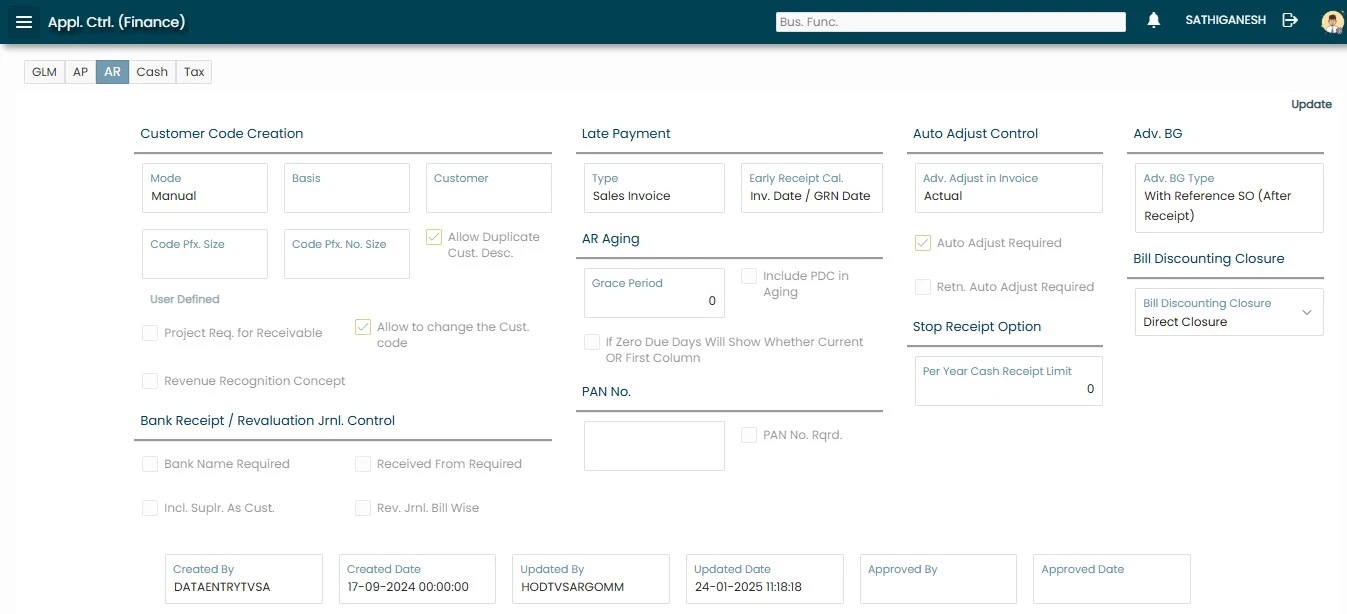 Appl. Ctrl. (Finance)
Bus. Func.
SATHIGANESH
GLM
AP
AR
Cash
Tax
Update
Customer Code Creation
Mode
Manual
Basis
Customer
Code Pfx. Size
Code Pfx. No. Size
Allow Duplicate
Cust. Desc.
User Defined
Project Req. for Receivable
Allow to change the Cust.
code
Revenue Recognition Concept
Bank Receipt / Revaluation Jrnl. Control
Bank Name Required
Received From Required
Incl. Suplr. As Cust.
Rev. Jrnl. Bill Wise
Late Payment
Type
Sales Invoice
Early Receipt Cal.
Inv. Date / GRN Date
AR Aging
Grace Period
0
Include PDC in
Aging
If Zero Due Days Will Show Whether Current
OR First Column
PAN No.
PAN No. Rqrd.
Auto Adjust Control
Adv. Adjust in Invoice
Actual
Auto Adjust Required
Retn. Auto Adjust Required
Stop Receipt Option
Per Year Cash Receipt Limit
0
Adv. BG
Adv. BG Type
With Reference SO (After
Receipt)
Bill Discounting Closure
Bill Discounting Closure
Direct Closure
Created By
DATAENTRYTVSA
Created Date
17-09-2024 00:00:00
Updated By
HODTVSARGOMM
Updated Date
24-01-2025 11:18:18
Approved By
Approved Date